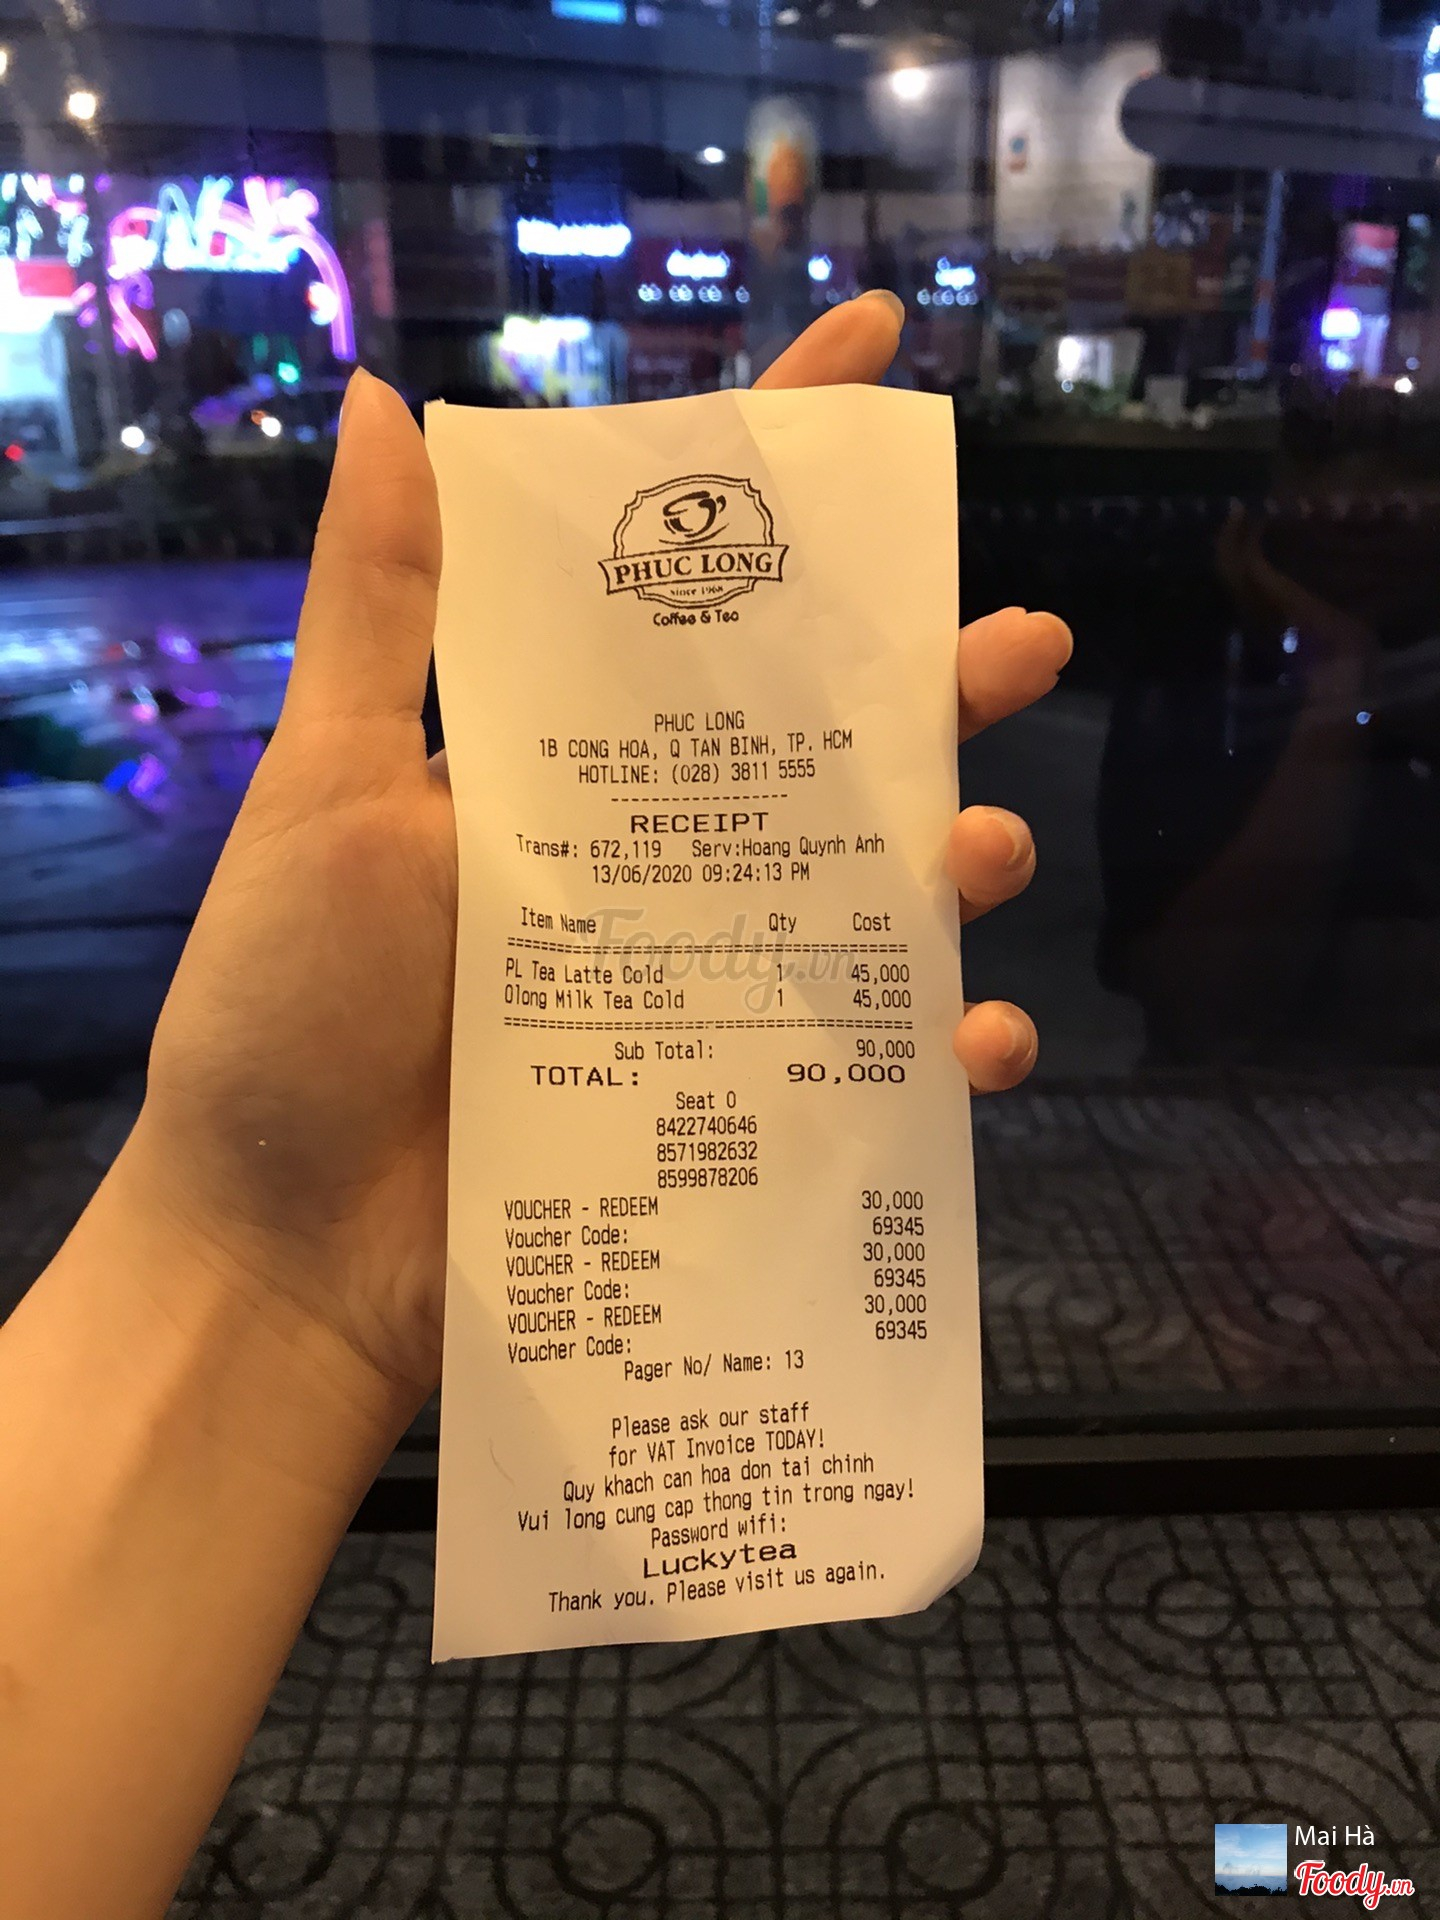 PHUC LONG
since 1968
Coffee & Tea
PHUC LONG
1B CONG HOA, Q TAN BINH, TP. HCM
HOTLINE: (028) 3811 5555
------------------
RECEIPT
Trans#: 672,119 Serv:Hoang Quynh Anh
13/06/2020 09:24:13 PM
Item Name Qty Cost
Foody.vn
PL Tea Latte Cold 1 45,000
Olong Milk Tea Cold 1 45,000
Sub Total: 90,000
TOTAL: 90,000
Seat 0
8422740646
8571982632
8599878206
VOUCHER - REDEEM 30,000
Voucher Code: 69345
VOUCHER - REDEEM 30,000
Voucher Code: 69345
VOUCHER - REDEEM 30,000
Voucher Code: 69345
Pager No/ Name: 13
Please ask our staff
for VAT Invoice TODAY!
Quy khach can hoa don tai chinh
Vui long cung cap thong tin trong ngay!
Password wifi:
Luckytea
Thank you. Please visit us again.
Mai Hà
Foody.vn